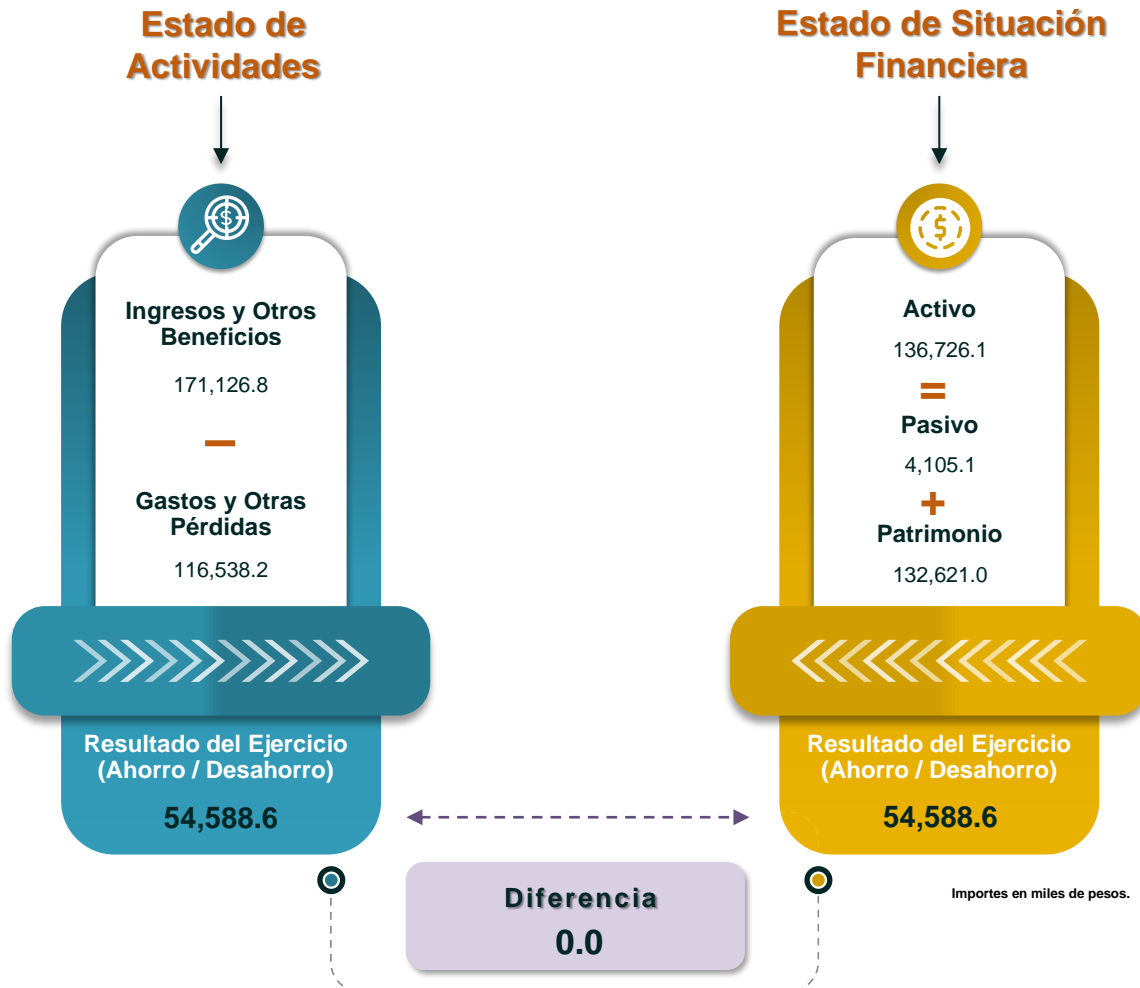 Estado de
Actividades
$
Ingresos y Otros
Beneficios
171,126.8
–
Gastos y Otras
Pérdidas
116,538.2
Resultado del Ejercicio
(Ahorro / Desahorro)
54,588.6
Estado de Situación
Financiera
$
Activo
136,726.1
=
Pasivo
4,105.1
+
Patrimonio
132,621.0
Resultado del Ejercicio
(Ahorro / Desahorro)
54,588.6
Diferencia
0.0
Importes en miles de pesos.